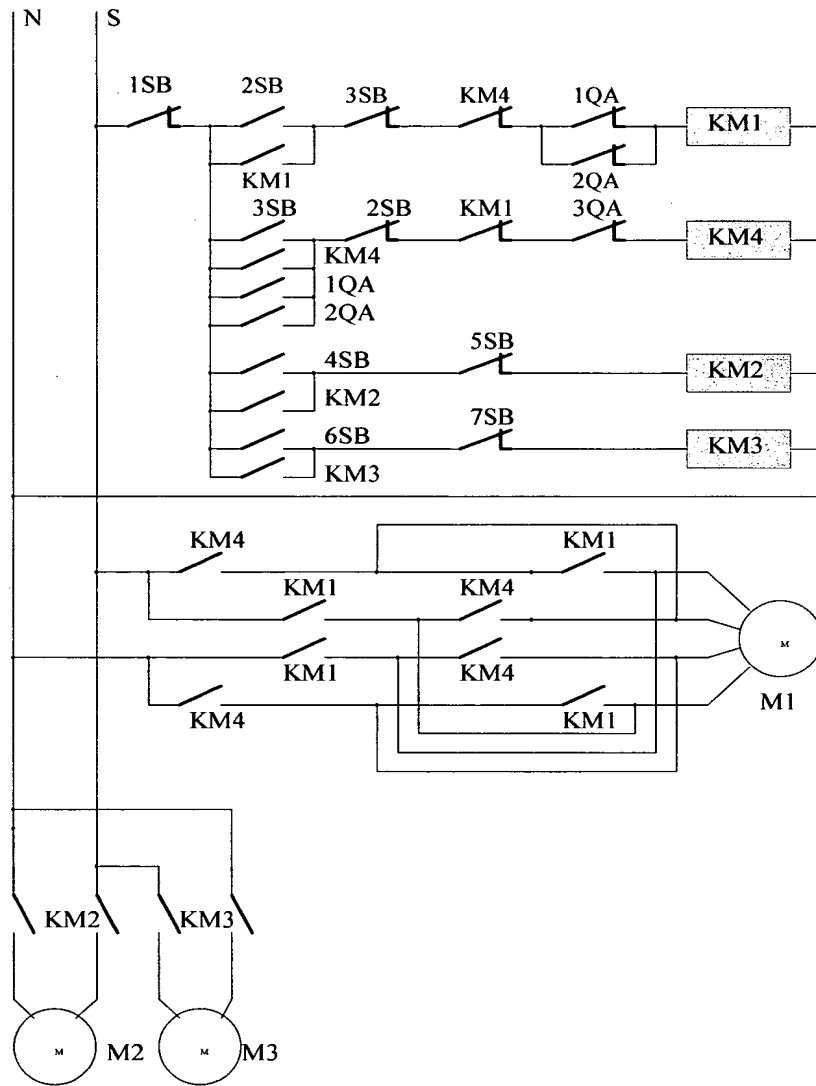 N S
1SB 2SB 3SB KM4 1QA KM1
KM1 2QA
3SB 2SB KM1 3QA KM4
KM4
1QA
2QA
4SB 5SB KM2
KM2
6SB 7SB KM3
KM3
KM4 KM1
KM1 KM4
M
KM1 KM4
KM4 KM1 M1
KM2 KM3
M M2 M M3